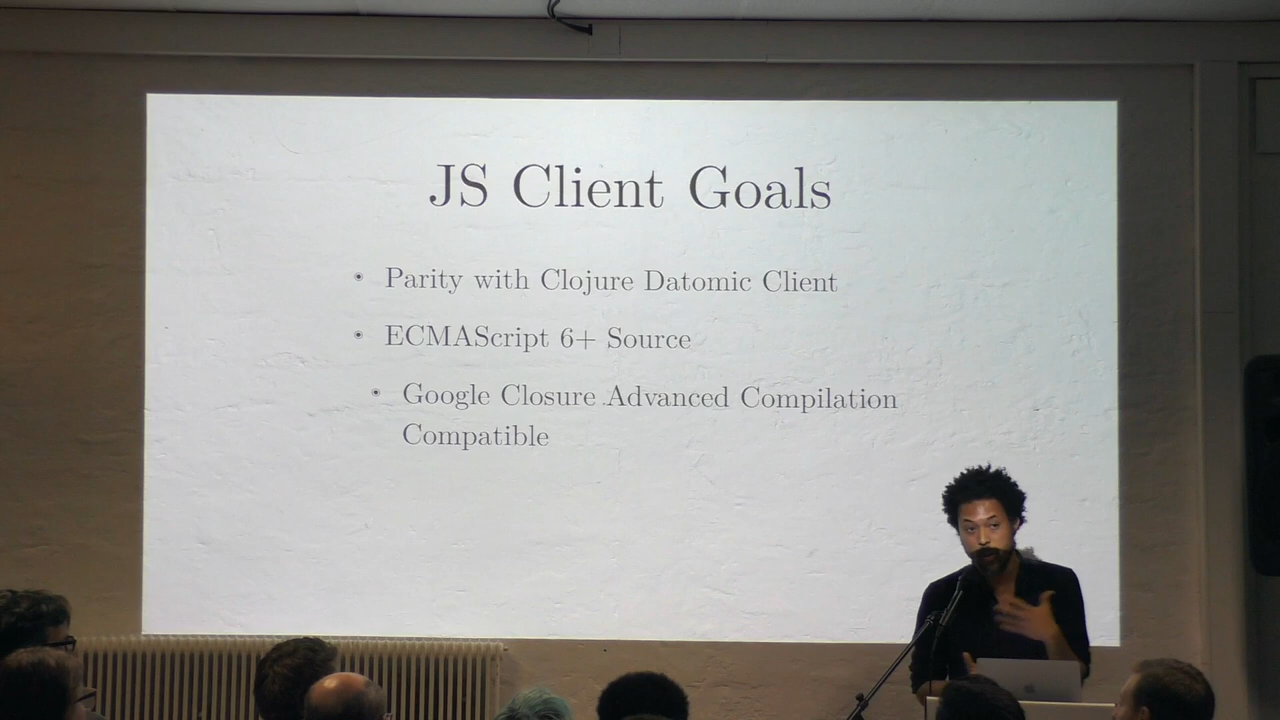 JS Client Goals
Parity with Clojure Datomic Client
ECMAScript 6+ Source
Google Closure Advanced Compilation
Compatible